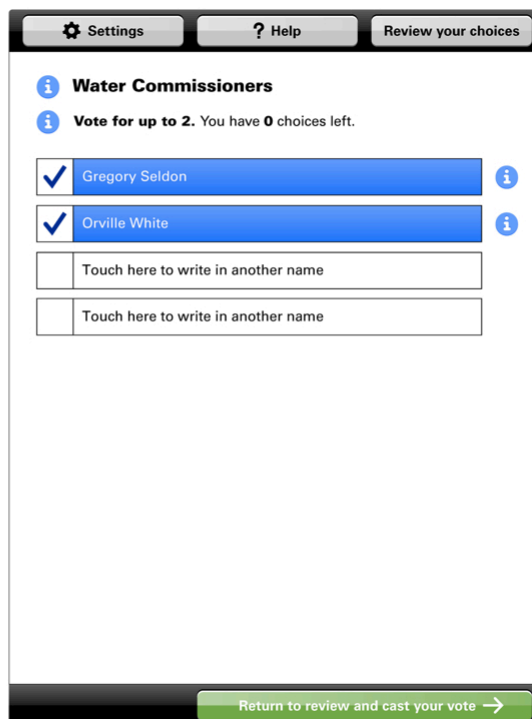 Settings
? Help
Review your choices
Water Commissioners
Vote for up to 2. You have 0 choices left.
Gregory Seldon
Orville White
Touch here to write in another name
Touch here to write in another name
Return to review and cast your vote →